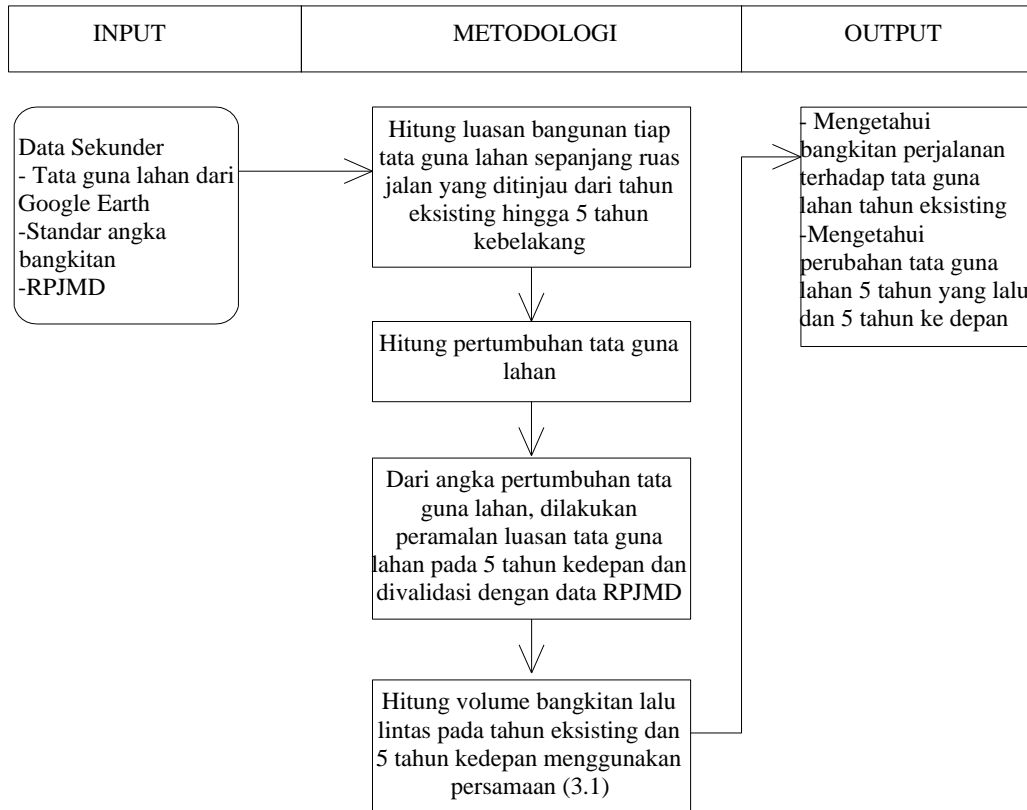 INPUT
METODOLOGI
OUTPUT
Data Sekunder
- Tata guna lahan dari
Google Earth
-Standar angka
bangkitan
-RPJMD
Hitung luasan bangunan tiap
tata guna lahan sepanjang ruas
jalan yang ditinjau dari tahun
eksisting hingga 5 tahun
kebelakang
Hitung pertumbuhan tata guna
lahan
Dari angka pertumbuhan tata
guna lahan, dilakukan
peramalan luasan tata guna
lahan pada 5 tahun kedepan dan
divalidasi dengan data RPJMD
Hitung volume bangkitan lalu
lintas pada tahun eksisting dan
5 tahun kedepan menggunakan
persamaan (3.1)
- Mengetahui
bangkitan perjalanan
terhadap tata guna
lahan tahun eksisting
-Mengetahui
perubahan tata guna
lahan 5 tahun yang lalu
dan 5 tahun ke depan